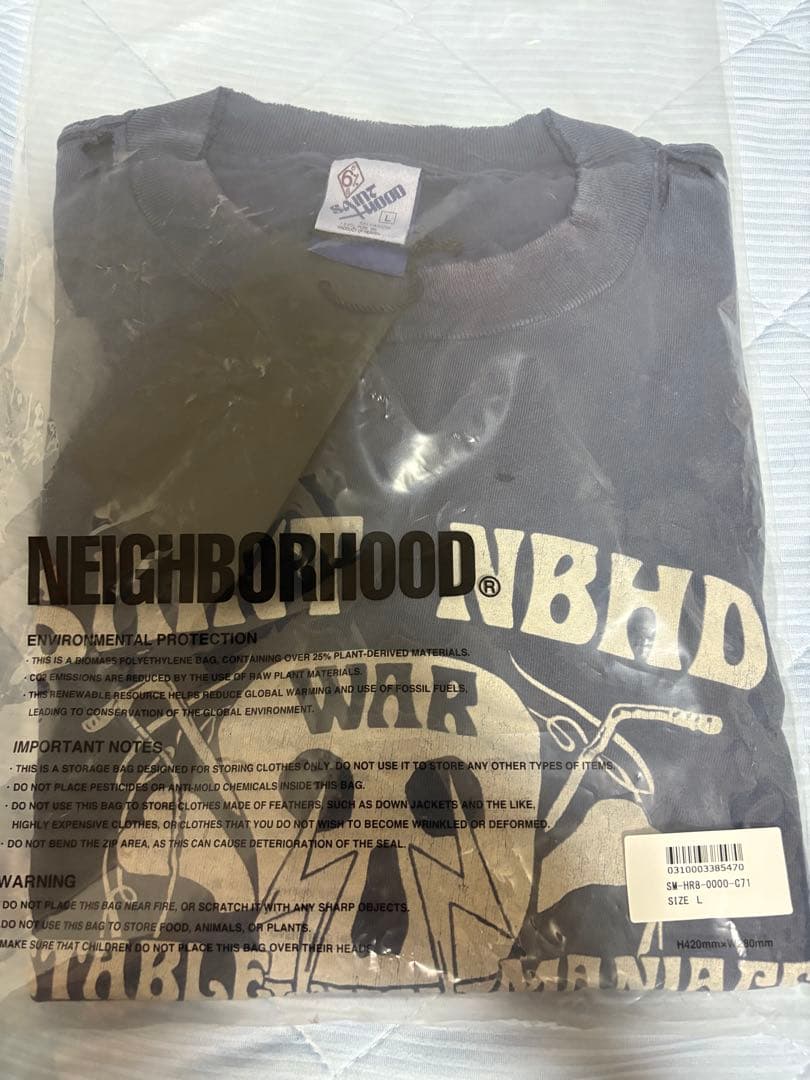 SAINT
HOOD
L
NEIGHBORHOOD®
NBHD
ENVIRONMENTAL PROTECTION
· THIS IS A BIOMASS POLYETHYLENE BAG, CONTAINING OVER 25% PLANT-DERIVED MATERIALS.
· CO2 EMISSIONS ARE REDUCED BY THE USE OF RAW PLANT MATERIALS.
· THIS RENEWABLE RESOURCE HELPS REDUCE GLOBAL WARMING AND USE OF FOSSIL FUELS,
LEADING TO CONSERVATION OF THE GLOBAL ENVIRONMENT.
WAR
IMPORTANT NOTES
· THIS IS A STORAGE BAG DESIGNED FOR STORING CLOTHES ONLY. DO NOT USE IT TO STORE ANY OTHER TYPES OF ITEMS.
· DO NOT PLACE PESTICIDES OR ANTI-MOLD CHEMICALS INSIDE THIS BAG.
· DO NOT USE THIS BAG TO STORE CLOTHES MADE OF FEATHERS, SUCH AS DOWN JACKETS AND THE LIKE,
HIGHLY EXPENSIVE CLOTHES, OR CLOTHES THAT YOU DO NOT WISH TO BECOME WRINKLED OR DEFORMED.
· DO NOT BEND THE ZIP AREA, AS THIS CAN CAUSE DETERIORATION OF THE SEAL.
0310003385470
SM-HR8-0000-C71
SIZE L
WARNING
DO NOT PLACE THIS BAG NEAR FIRE, OR SCRATCH IT WITH ANY SHARP OBJECTS.
DO NOT USE THIS BAG TO STORE FOOD, ANIMALS, OR PLANTS.
MAKE SURE THAT CHILDREN DO NOT PLACE THIS BAG OVER THEIR HEADS.
H420mm×W290mm
TABLE
MANIACS